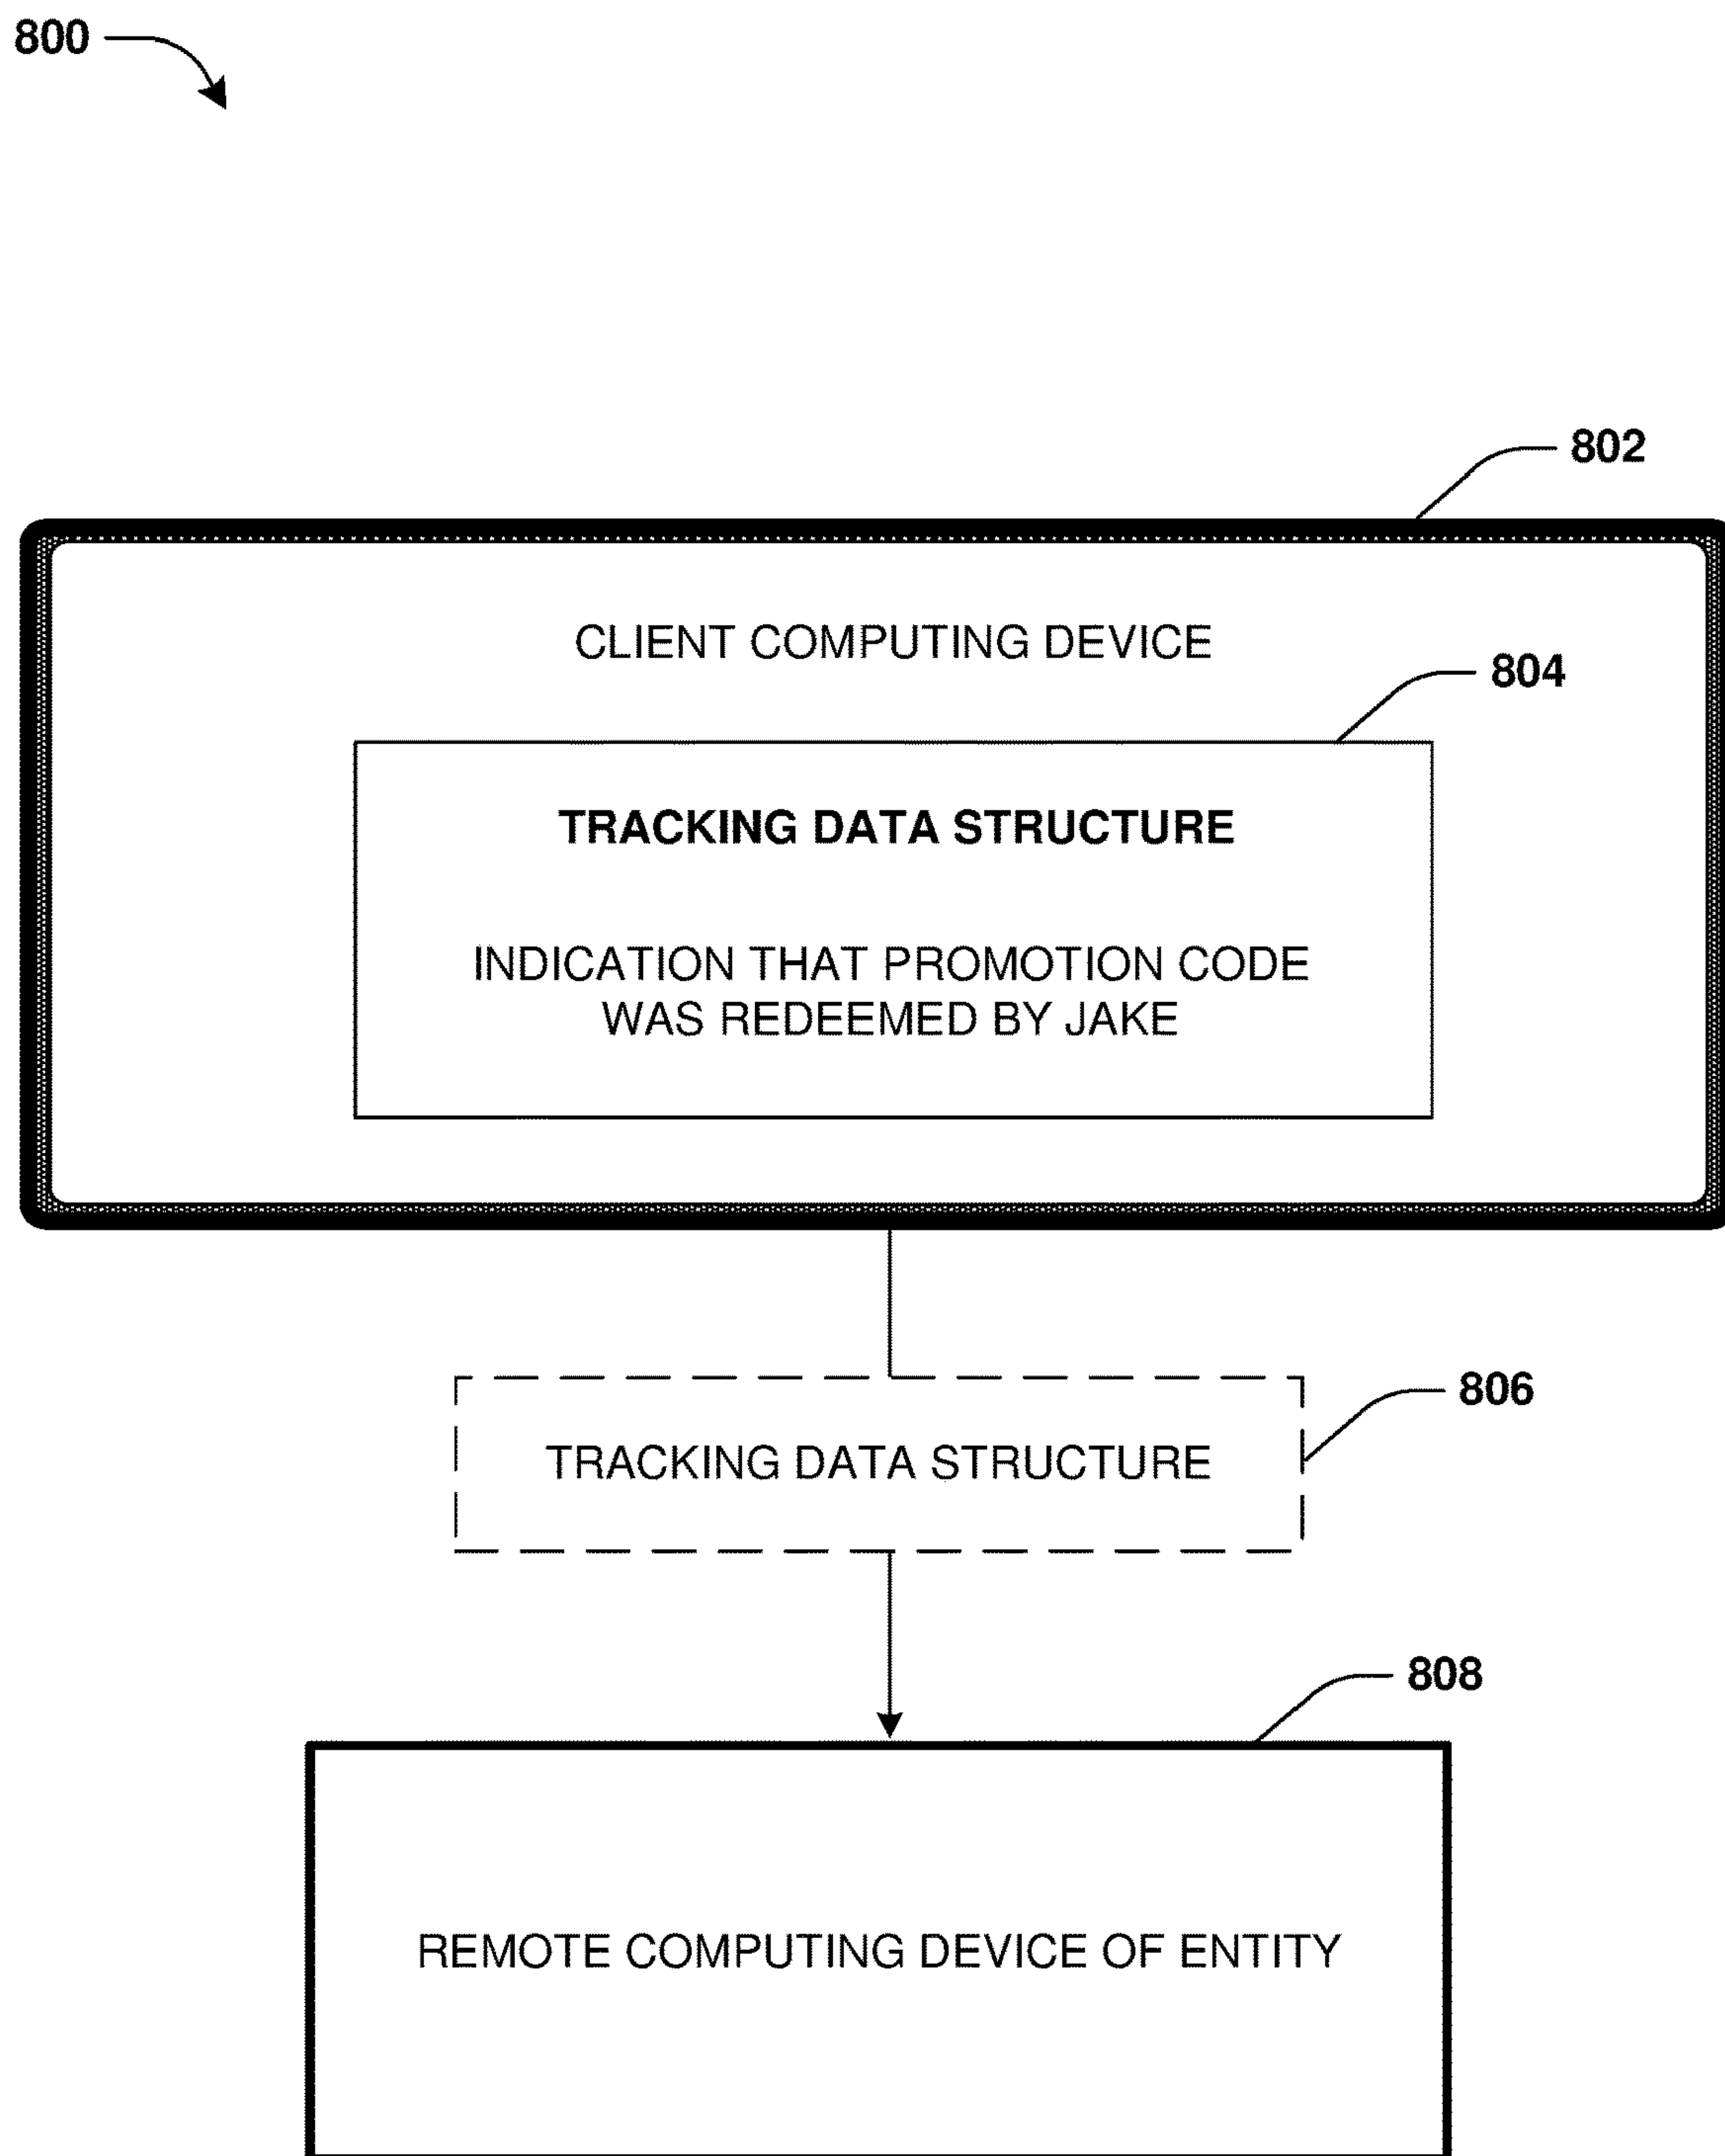 800
802
CLIENT COMPUTING DEVICE
804
TRACKING DATA STRUCTURE
INDICATION THAT PROMOTION CODE
WAS REDEEMED BY JAKE
806
TRACKING DATA STRUCTURE
808
REMOTE COMPUTING DEVICE OF ENTITY